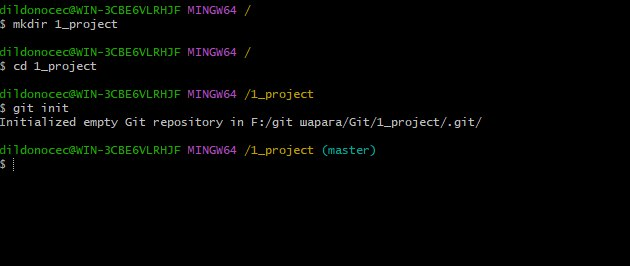 dildonocec@WIN-3CBE6VLRHJF MINGW64 /
$ mkdir 1_project
dildonocec@WIN-3CBE6VLRHJF MINGW64 /
$ cd 1_project
dildonocec@WIN-3CBE6VLRHJF MINGW64 /1_project
$ git init
Initialized empty Git repository in F:/git шараra/Git/1_project/.git/
dildonocec@WIN-3CBE6VLRHJF MINGW64 /1_project (master)
$